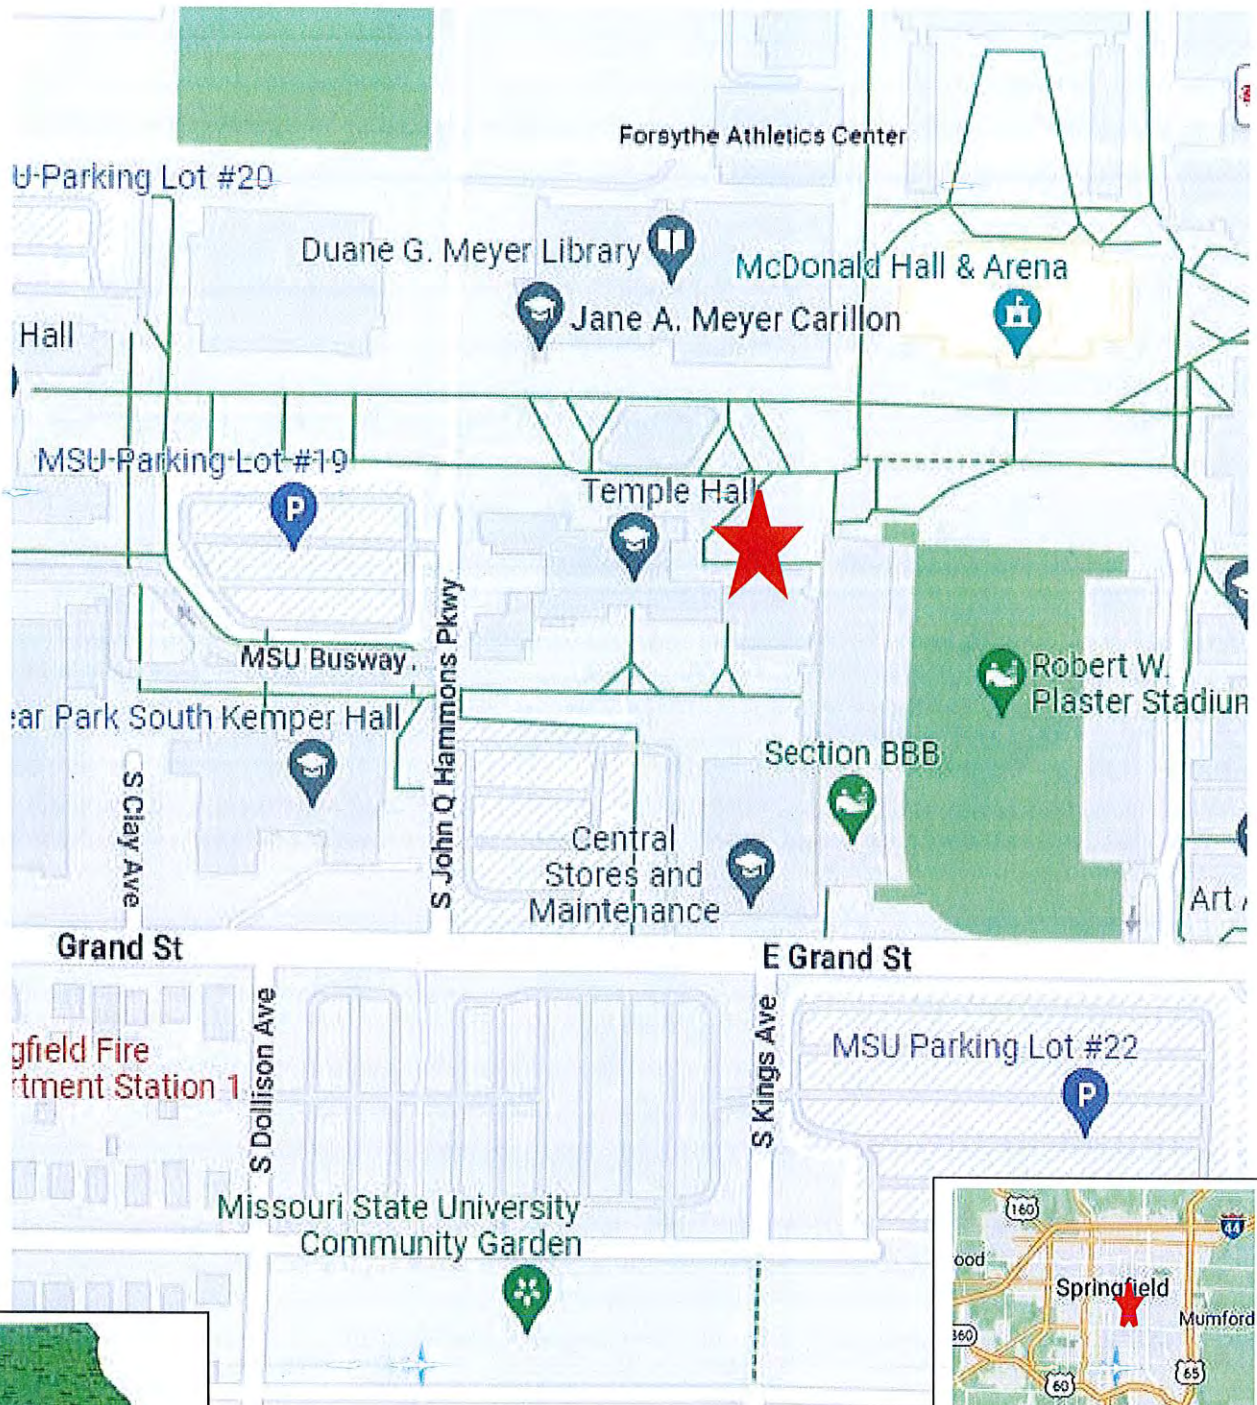 Forsythe Athletics Center
U-Parking Lot #20
Duane G. Meyer Library
McDonald Hall & Arena
Jane A. Meyer Carillon
Hall
MSU-Parking-Lot #19
P
Temple Hall
S John Q Hammons Pkwy
MSU Busway
Robert W.
Plaster Stadium
ear Park South Kemper Hall
Section BBB
S Clay Ave
Central
Stores and
Maintenance
Art
Grand St
E Grand St
S Dollison Ave
S Kings Ave
gfield Fire
rtment Station 1
MSU Parking Lot #22
P
Missouri State University
Community Garden
160
44
ood
Springfield
Mumford
360
60
65